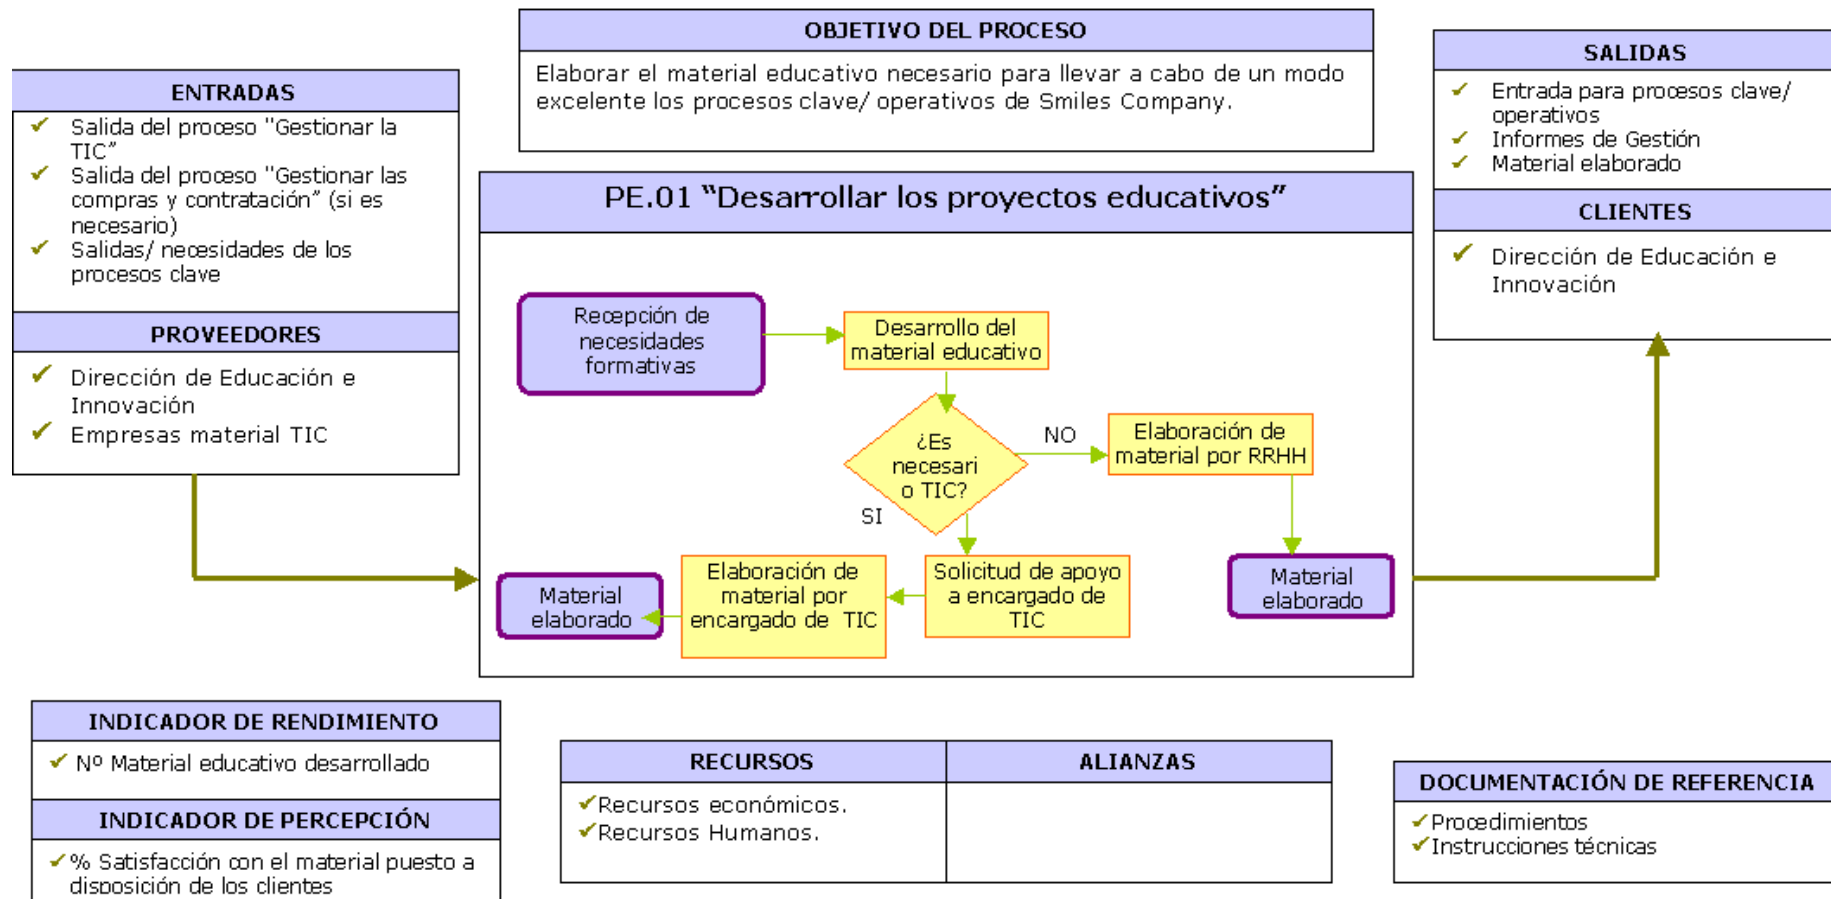 OBJETIVO DEL PROCESO
Elaborar el material educativo necesario para llevar a cabo de un modo
excelente los procesos clave/ operativos de Smiles Company.
ENTRADAS
Salida del proceso "Gestionar la
TIC"
Salida del proceso "Gestionar las
compras y contratación" (si es
necesario)
Salidas/ necesidades de los
procesos clave
PROVEEDORES
Dirección de Educación e
Innovación
Empresas material TIC
SALIDAS
Entrada para procesos clave/
operativos
Informes de Gestión
Material elaborado
CLIENTES
Dirección de Educación e
Innovación
PE.01 "Desarrollar los proyectos educativos"
Recepción de
necesidades
formativas
Desarrollo del
material educativo
¿Es
necesari
o TIC?
NO
Elaboración de
material por RRHH
SI
Material
elaborado
Elaboración de
material por
encargado de TIC
Solicitud de apoyo
a encargado de
TIC
Material
elaborado
INDICADOR DE RENDIMIENTO
Nº Material educativo desarrollado
INDICADOR DE PERCEPCIÓN
% Satisfacción con el material puesto a
disposición de los clientes
RECURSOS
Recursos económicos.
Recursos Humanos.
ALIANZAS
DOCUMENTACIÓN DE REFERENCIA
Procedimientos
Instrucciones técnicas